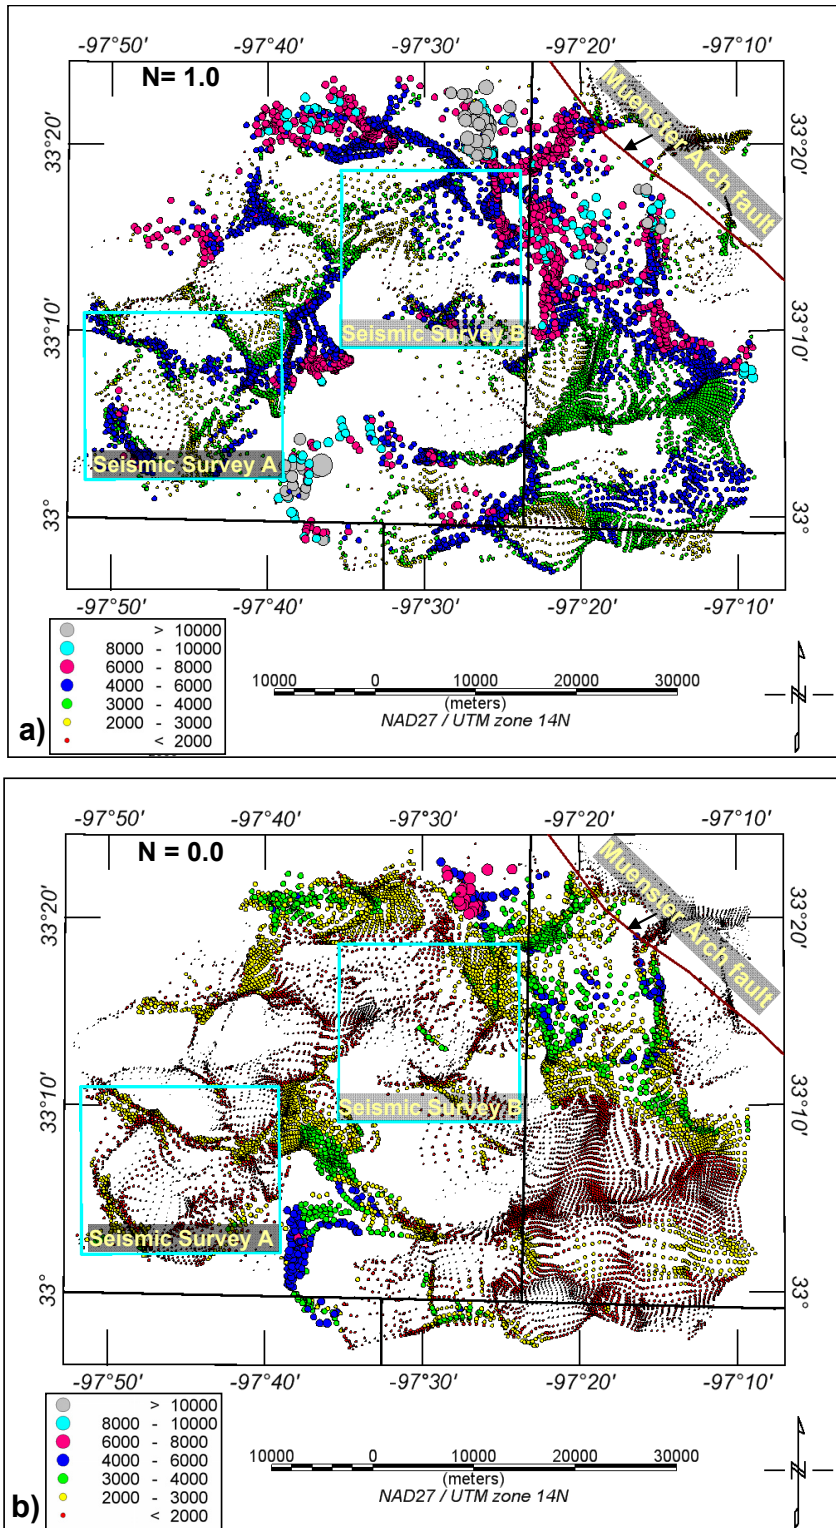 -97°50' -97°40' -97°30' -97°20' -97°10'
N= 1.0
Muenster Arch fault
33°20' 33°20'
Seismic Survey B
33°10' 33°10'
Seismic Survey A
33° 33°
-97°50' -97°40' -97°30' -97°20' -97°10'
> 10000
8000 - 10000
6000 - 8000
4000 - 6000
3000 - 4000
2000 - 3000
< 2000
10000 0 10000 20000 30000
(meters)
NAD27 / UTM zone 14N
N
a)
-97°50' -97°40' -97°30' -97°20' -97°10'
N = 0.0
Muenster Arch fault
33°20' 33°20'
Seismic Survey B
33°10' 33°10'
Seismic Survey A
33° 33°
-97°50' -97°40' -97°30' -97°20' -97°10'
> 10000
8000 - 10000
6000 - 8000
4000 - 6000
3000 - 4000
2000 - 3000
< 2000
10000 0 10000 20000 30000
(meters)
NAD27 / UTM zone 14N
N
b)